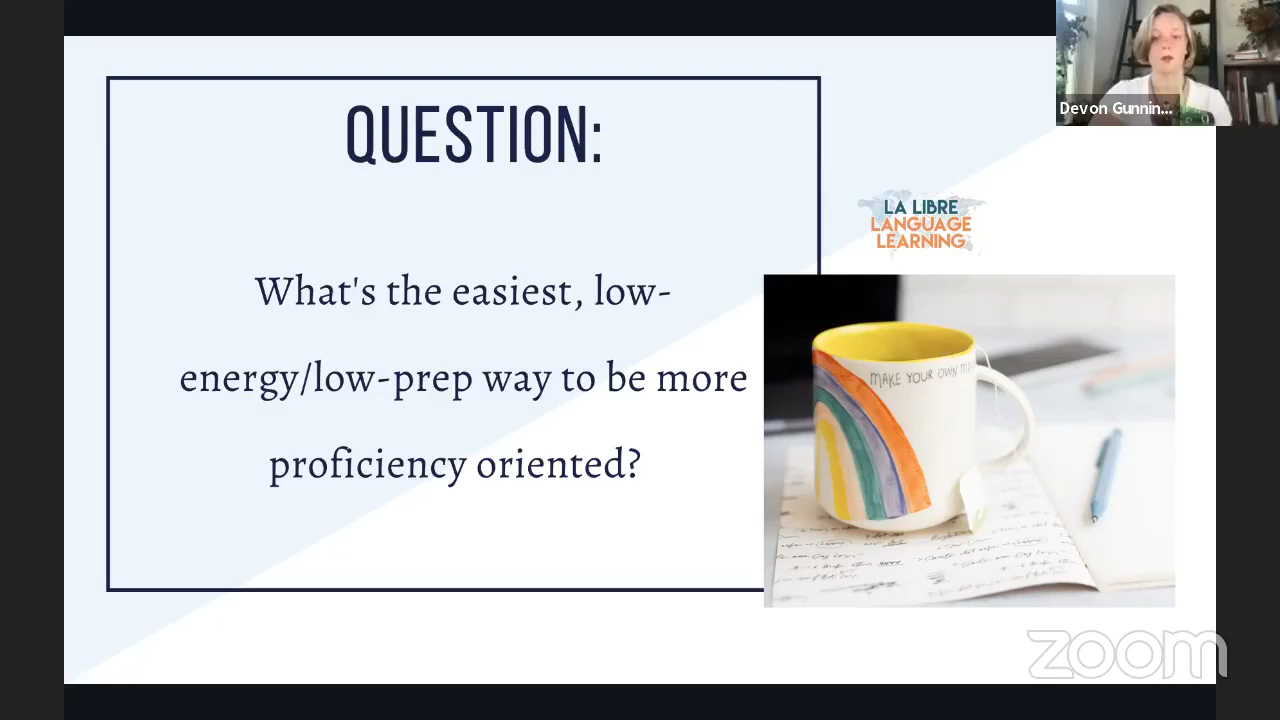 Devon Gunnin...
QUESTION:
LA LIBRE
LANGUAGE
LEARNING
What's the easiest, low-
energy/low-prep way to be more
proficiency oriented?
MAKE YOUR OWN
zoom